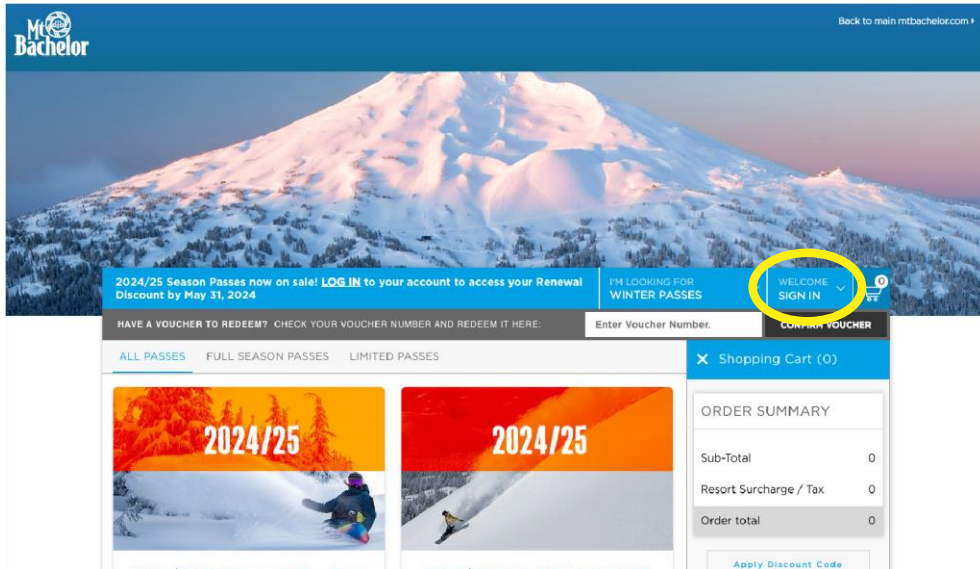 Mt
Bachelor
Back to main mtbachelor.com
2024/25 Season Passes now on sale! LOG IN to your account to access your Renewal
Discount by May 31, 2024
I'M LOOKING FOR
WINTER PASSES
WELCOME
SIGN IN
0
HAVE A VOUCHER TO REDEEM? CHECK YOUR VOUCHER NUMBER AND REDEEM IT HERE:
Enter Voucher Number.
CONFIRM VOUCHER
ALL PASSES FULL SEASON PASSES LIMITED PASSES
Shopping Cart (0)
2024/25
2024/25
ORDER SUMMARY
Sub-Total 0
Resort Surcharge / Tax 0
Order total 0
Apply Discount Code